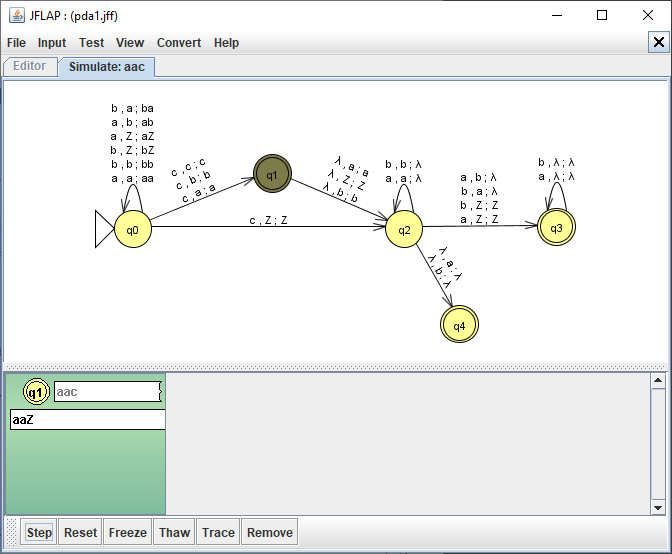 JFLAP : (pda1.jff)
File Input Test View Convert Help
Editor Simulate: aac
b , a ; ba
a , b ; ab
a , Z ; aZ
b , Z ; bZ
b , b ; bb
a , a ; aa
q0
c , c ; c
c , b ; b
c , a ; a
q1
λ , a ; a
λ , Z ; Z
λ , b ; b
c , Z ; Z
b , b ; λ
a , a ; λ
q2
a , b ; λ
b , a ; λ
b , Z ; Z
a , Z ; Z
b , λ ; λ
a , λ ; λ
q3
λ , a ; λ
λ , b ; λ
q4
q1 aac
aaZ
Step Reset Freeze Thaw Trace Remove